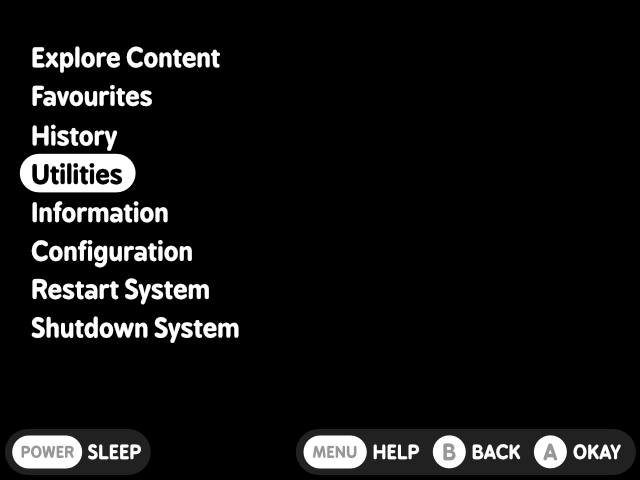 Explore Content
Favourites
History
Utilities
Information
Configuration
Restart System
Shutdown System
POWER SLEEP MENU HELP B BACK A OKAY